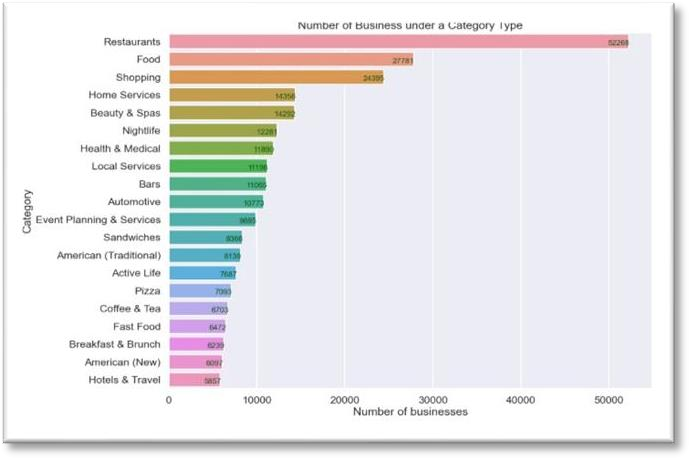 Number of Business under a Category Type
Category
Restaurants 52268
Food 27781
Shopping 24395
Home Services 14356
Beauty & Spas 14292
Nightlife 12281
Health & Medical 11890
Local Services 11196
Bars 11065
Automotive 10773
Event Planning & Services 9895
Sandwiches 8366
American (Traditional) 8139
Active Life 7687
Pizza 7093
Coffee & Tea 6703
Fast Food 6472
Breakfast & Brunch 6239
American (New) 6097
Hotels & Travel 5857
0 10000 20000 30000 40000 50000
Number of businesses